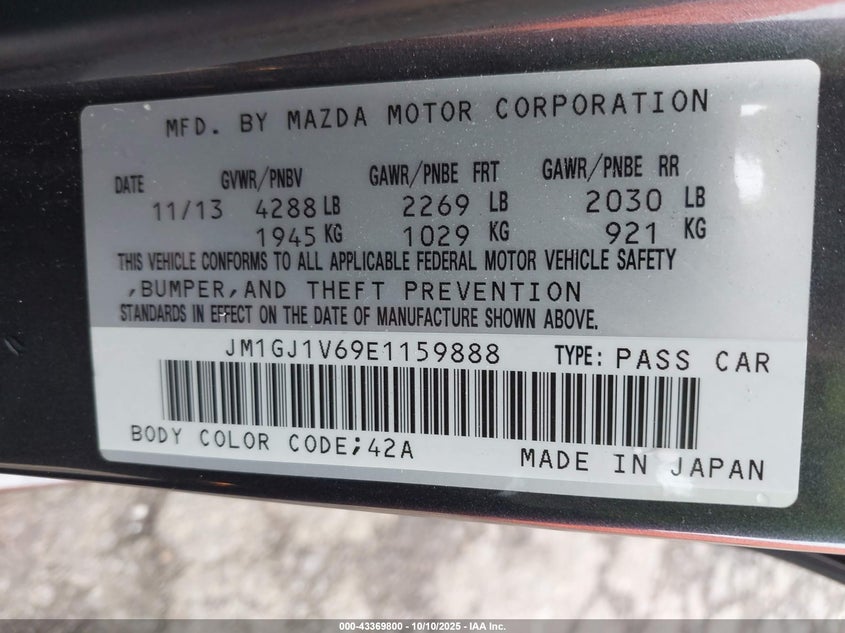 MFD. BY MAZDA MOTOR CORPORATION
DATE GVWR/PNBV GAWR/PNBE FRT GAWR/PNBE RR
11/13 4288 LB 2269 LB 2030 LB
1945 KG 1029 KG 921 KG
THIS VEHICLE CONFORMS TO ALL APPLICABLE FEDERAL MOTOR VEHICLE SAFETY
,BUMPER,AND THEFT PREVENTION
STANDARDS IN EFFECT ON THE DATE OF MANUFACTURE SHOWN ABOVE.
JM1GJ1V69E1159888 TYPE: PASS CAR
BODY COLOR CODE;42A
MADE IN JAPAN
000-43369800 - 10/10/2025 - IAA Inc.